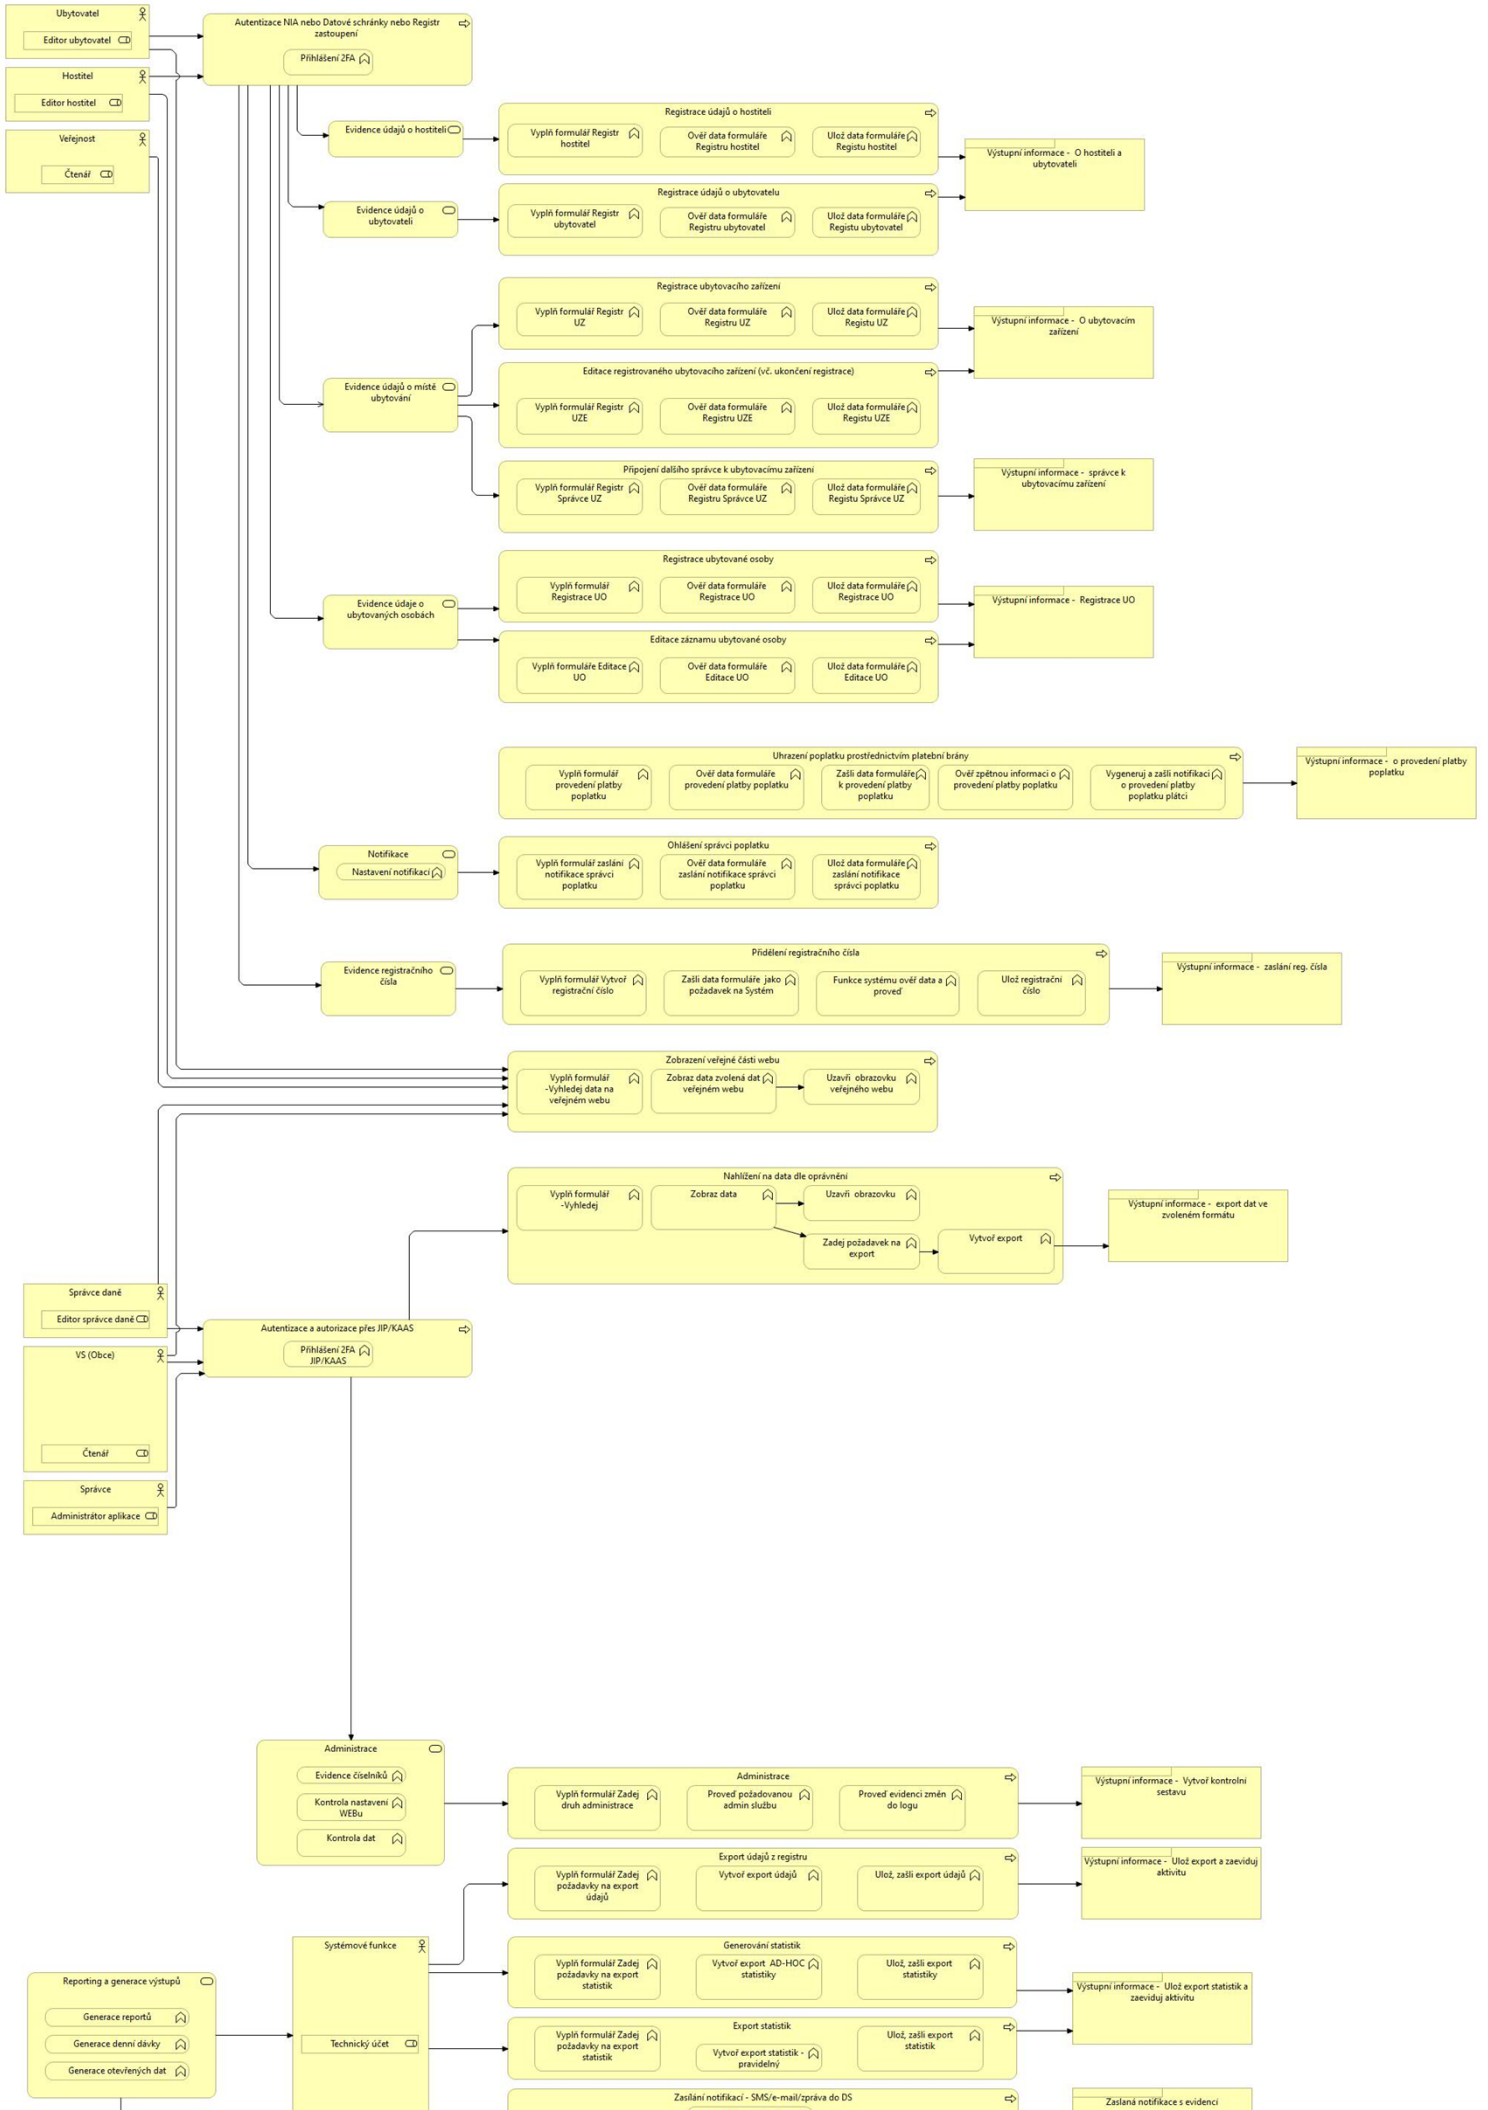 Ubytovatel
Editor ubytovatel
Hostitel
Editor hostitel
Veřejnost
Čtenář
Autentizace NIA nebo Datové schránky nebo Registr
zastoupení
Přihlášení 2FA
Evidence údajů o hostiteli
Registrace údajů o hostiteli
Vyplň formulář Registr
hostitel
Ověř data formuláře
Registru hostitel
Ulož data formuláře
Registu hostitel
Výstupní informace - O hostiteli a
ubytovateli
Evidence údajů o
ubytovateli
Registrace údajů o ubytovatelu
Vyplň formulář Registr
ubytovatel
Ověř data formuláře
Registru ubytovatel
Ulož data formuláře
Registu ubytovatel
Registrace ubytovacího zařízení
Vyplň formulář Registr
UZ
Ověř data formuláře
Registru UZ
Ulož data formuláře
Registu UZ
Výstupní informace - O ubytovacím
zařízení
Evidence údajů o místě
ubytování
Editace registrovaného ubytovacího zařízení (vč. ukončení registrace)
Vyplň formulář Registr
UZE
Ověř data formuláře
Registru UZE
Ulož data formuláře
Registu UZE
Připojení dalšího správce k ubytovacímu zařízení
Vyplň formulář Registr
Správce UZ
Ověř data formuláře
Registru Správce UZ
Ulož data formuláře
Registu Správce UZ
Výstupní informace - správce k
ubytovacímu zařízení
Evidence údaje o
ubytovaných osobách
Registrace ubytované osoby
Vyplň formulář
Registrace UO
Ověř data formuláře
Registrace UO
Ulož data formuláře
Registrace UO
Výstupní informace - Registrace UO
Editace záznamu ubytované osoby
Vyplň formuláře Editace
UO
Ověř data formuláře
Editace UO
Ulož data formuláře
Editace UO
Uhrazení poplatku prostřednictvím platební brány
Vyplň formulář
provedení platby
poplatku
Ověř data formuláře
provedení platby poplatku
Zašli data formuláře
k provedení platby
poplatku
Ověř zpětnou informaci o
provedení platby poplatku
Vygeneruj a zašli notifikaci
o provedení platby
poplatku plátci
Výstupní informace - o provedení platby
poplatku
Notifikace
Nastavení notifikací
Ohlášení správci poplatku
Vyplň formulář zaslání
notifikace správci
poplatku
Ověř data formuláře
zaslání notifikace správci
poplatku
Ulož data formuláře
zaslání notifikace
správci poplatku
Evidence registračního
čísla
Přidělení registračního čísla
Vyplň formulář Vytvoř
registrační číslo
Zašli data formuláře jako
požadavek na Systém
Funkce systému ověř data a
proveď
Ulož registrační
číslo
Výstupní informace - zaslání reg. čísla
Zobrazení veřejné části webu
Vyplň formulář
-Vyhledej data na
veřejném webu
Zobraz data zvolená dat
veřejném webu
Uzavři obrazovku
veřejného webu
Nahlížení na data dle oprávnění
Vyplň formulář
-Vyhledej
Zobraz data
Uzavři obrazovku
Zadej požadavek na
export
Vytvoř export
Výstupní informace - export dat ve
zvoleném formátu
Správce daně
Editor správce daně
VS (Obce)
Čtenář
Správce
Administrátor aplikace
Autentizace a autorizace přes JIP/KAAS
Přihlášení 2FA
JIP/KAAS
Administrace
Evidence číselníků
Kontrola nastavení
WEBu
Kontrola dat
Administrace
Vyplň formulář Zadej
druh administrace
Proveď požadovanou
admin službu
Proveď evidenci změn
do logu
Výstupní informace - Vytvoř kontrolní
sestavu
Export údajů z registru
Vyplň formulář Zadej
požadavky na export
údajů
Vytvoř export údajů
Ulož, zašli export údajů
Výstupní informace - Ulož export a zaeviduj
aktivitu
Reporting a generace výstupů
Generace reportů
Generace denní dávky
Generace otevřených dat
Systémové funkce
Technický účet
Generování statistik
Vyplň formulář Zadej
požadavky na export
statistik
Vytvoř export AD-HOC
statistiky
Ulož, zašli export
statistiky
Výstupní informace - Ulož export statistik a
zaeviduj aktivitu
Export statistik
Vyplň formulář Zadej
požadavky na export
statistik
Vytvoř export statistik -
pravidelný
Ulož, zašli export
statistik
Zasílání notifikací - SMS/e-mail/zpráva do DS
Zaslaná notifikace s evidencí